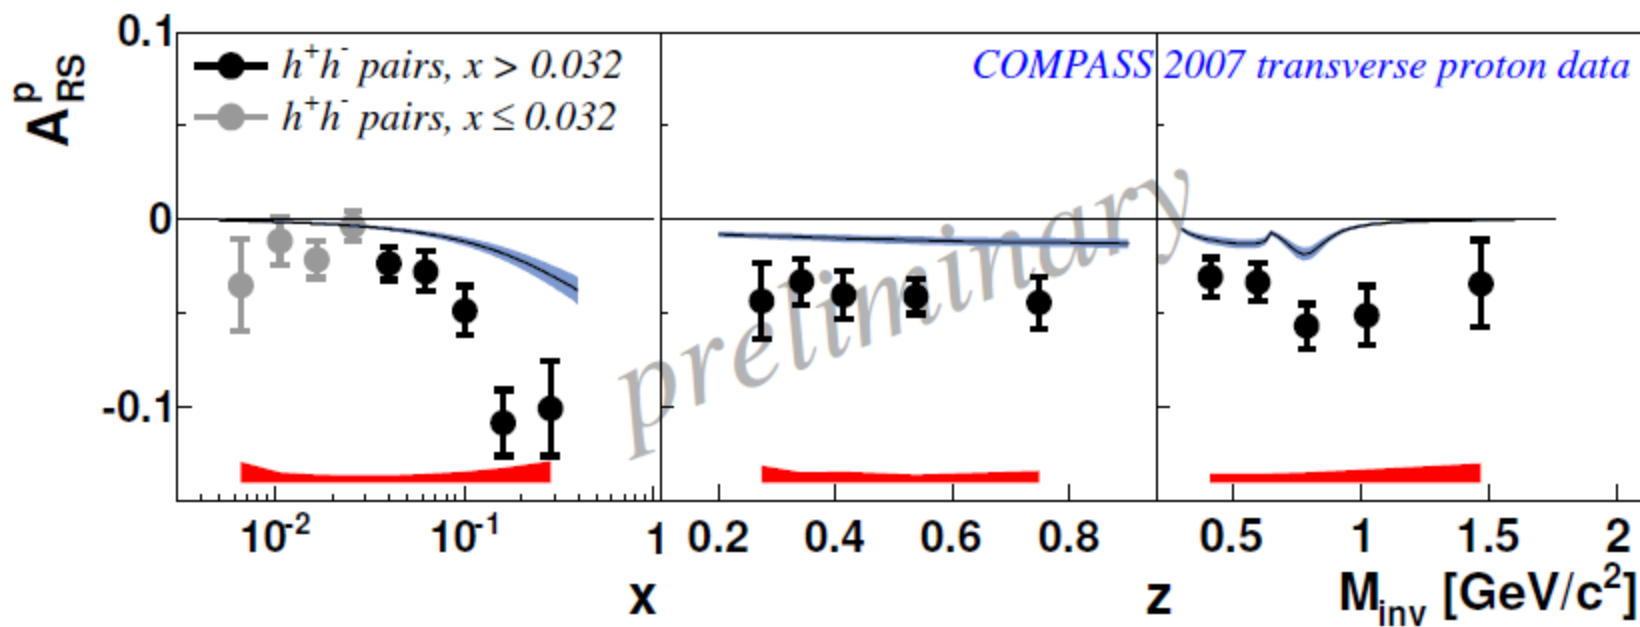 0.1
h⁺h⁻ pairs, x > 0.032
COMPASS 2007 transverse proton data
h⁺h⁻ pairs, x ≤ 0.032
A^p_RS
0
preliminary
-0.1
10⁻² 10⁻¹ 1 0.2 0.4 0.6 0.8 0.5 1 1.5 2
x z M_inv [GeV/c²]